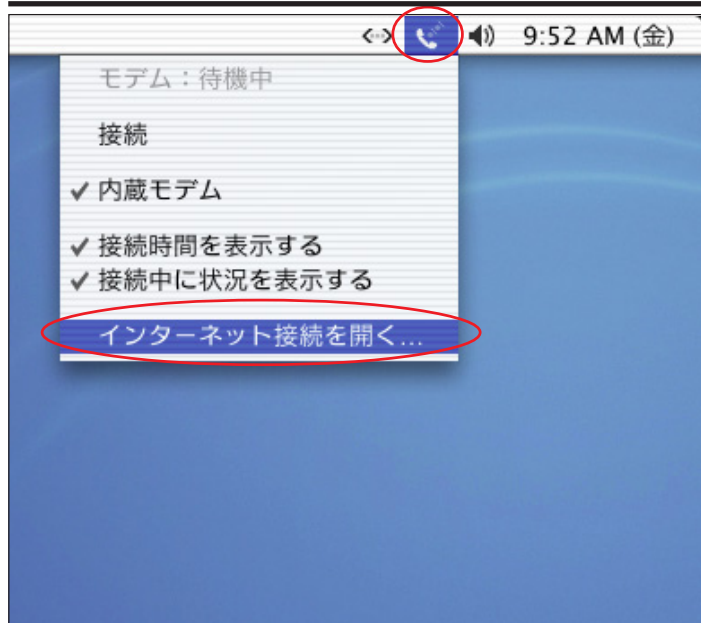 9:52 AM (金)
モデム：待機中
接続
✓ 内蔵モデム
✓ 接続時間を表示する
✓ 接続中に状況を表示する
インターネット接続を開く...